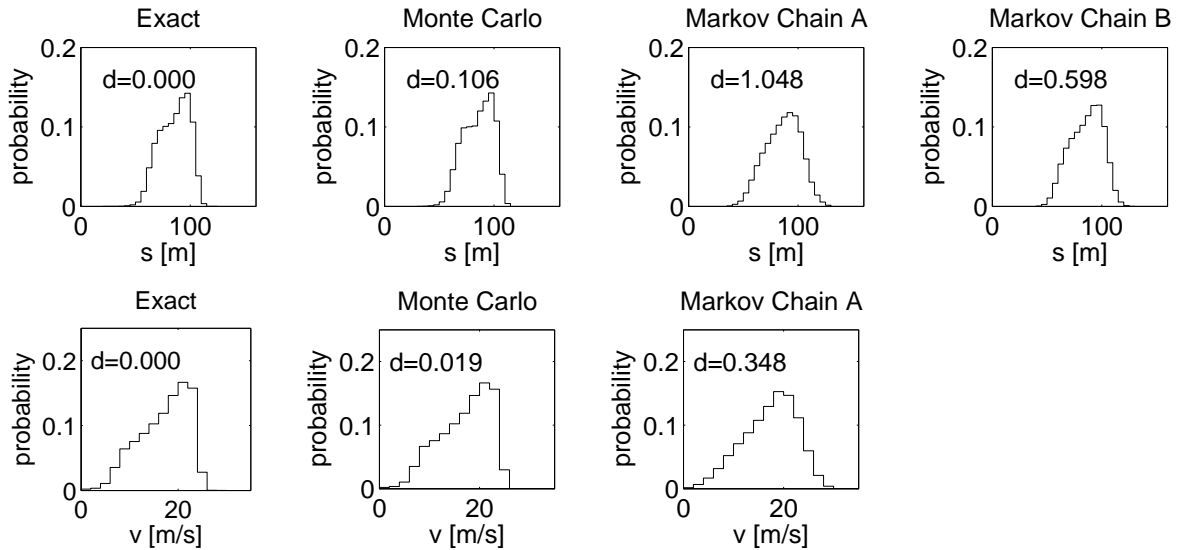 Exact
Monte Carlo
Markov Chain A
Markov Chain B
probability
0.2
0.1
0
d=0.000
0
100
s [m]
probability
0.2
0.1
0
d=0.106
0
100
s [m]
probability
0.2
0.1
0
d=1.048
0
100
s [m]
probability
0.2
0.1
0
d=0.598
0
100
s [m]
Exact
Monte Carlo
Markov Chain A
probability
0.2
0.1
0
d=0.000
0
20
v [m/s]
probability
0.2
0.1
0
d=0.019
0
20
v [m/s]
probability
0.2
0.1
0
d=0.348
0
20
v [m/s]